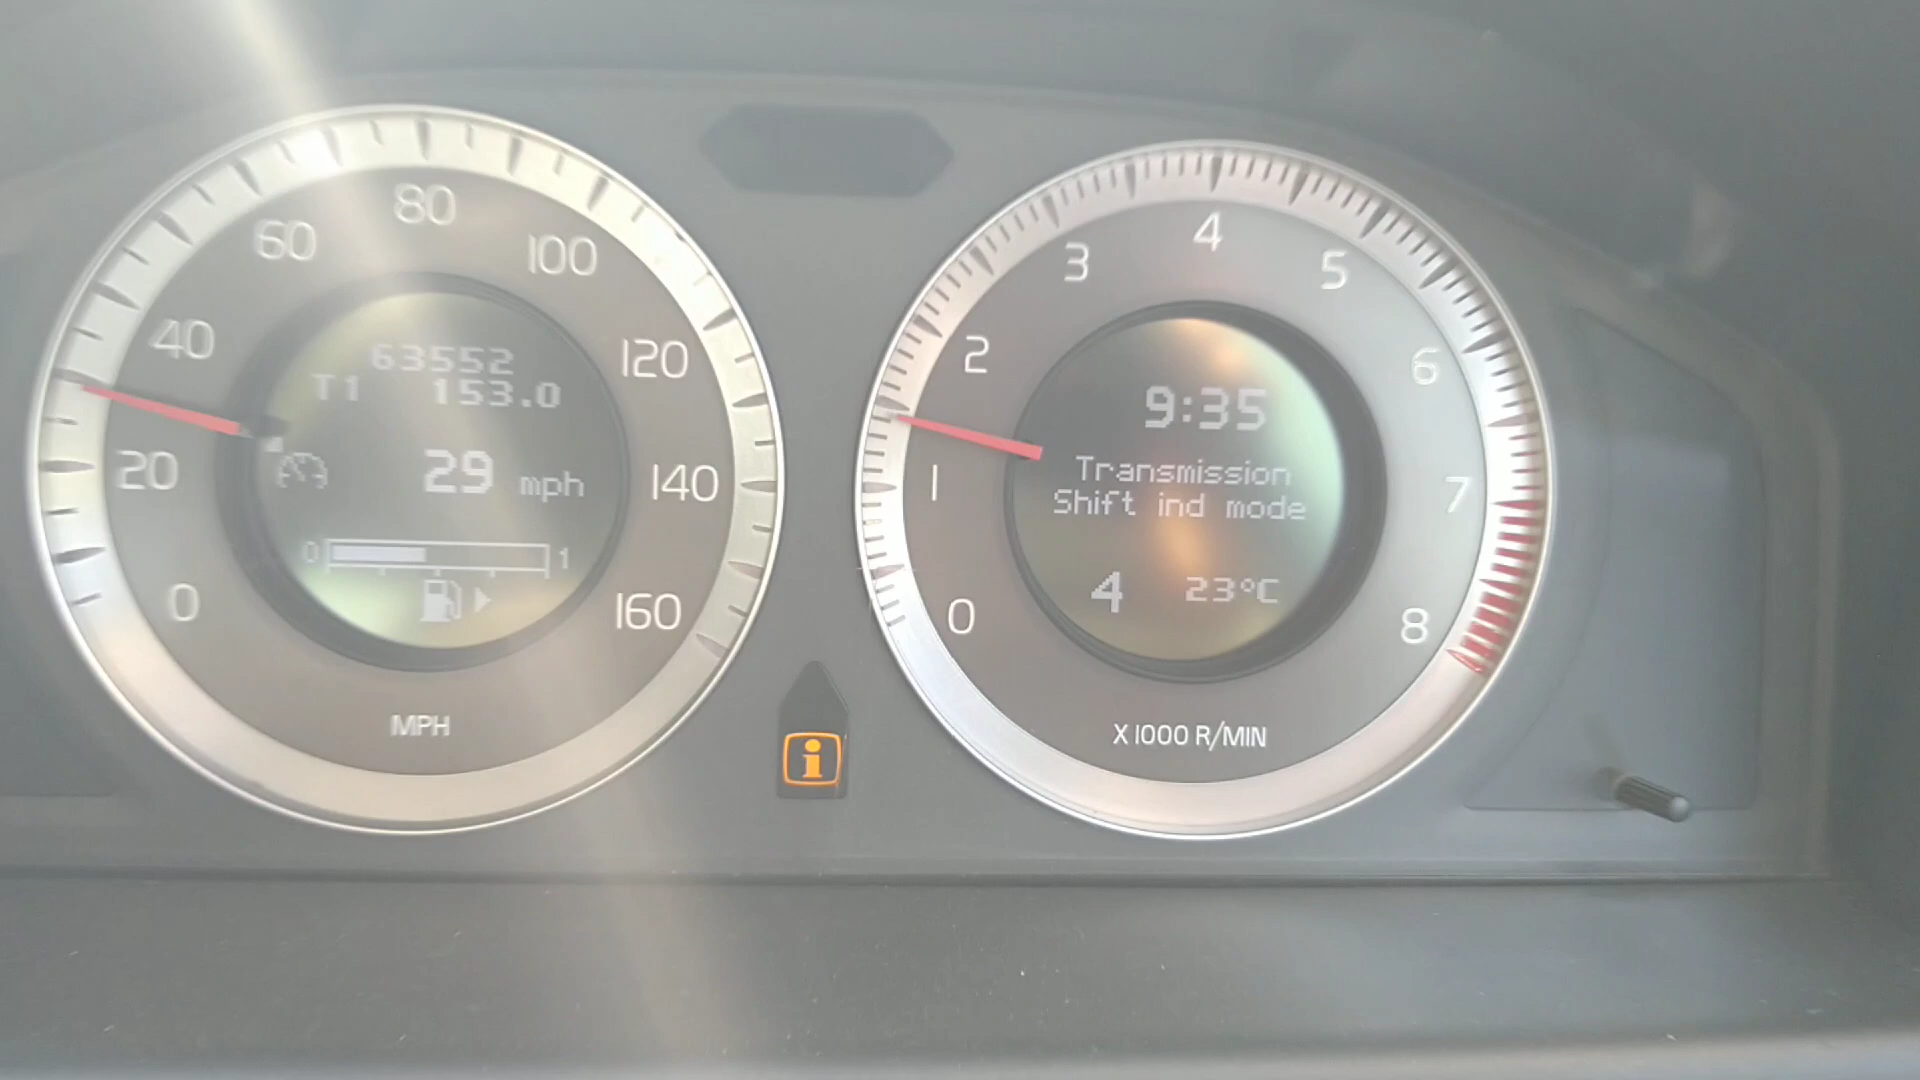 0
20
40
60
80
100
120
140
160
63552
T1 153.0
29 mph
0 1
MPH
i
0
1
2
3
4
5
6
7
8
9:35
Transmission
Shift ind mode
4 23°C
X1000 R/MIN